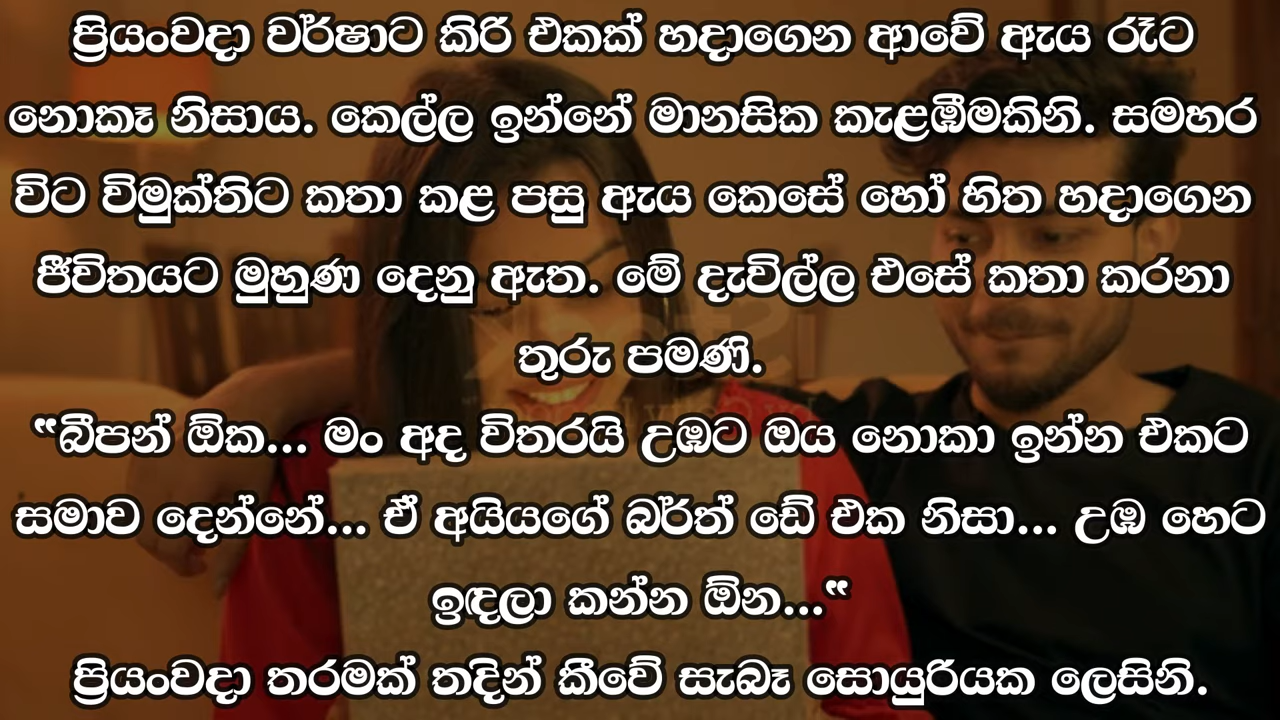 ප්‍රියංවදා වර්ෂාට කිරි එකක් හදාගෙන ආවේ ඇය රෑට
නොකෑ නිසාය. කෙල්ල ඉන්නේ මානසික කැළඹීමකිනි. සමහර
විට විමුක්තිට කතා කළ පසු ඇය කෙසේ හෝ හිත හදාගෙන
ජීවිතයට මුහුණ දෙනු ඇත. මේ දැවිල්ල එසේ කතා කරනා
තුරු පමණි.
"බීපන් ඕක... මං අද විතරයි උඹට ඔය නොකා ඉන්න එකට
සමාව දෙන්නේ... ඒ අයියගේ බර්ත් ඩේ එක නිසා... උඹ හෙට
ඉඳලා කන්න ඕන..."
ප්‍රියංවදා තරමක් තදින් කීවේ සැබෑ සොයුරියක ලෙසිනි.